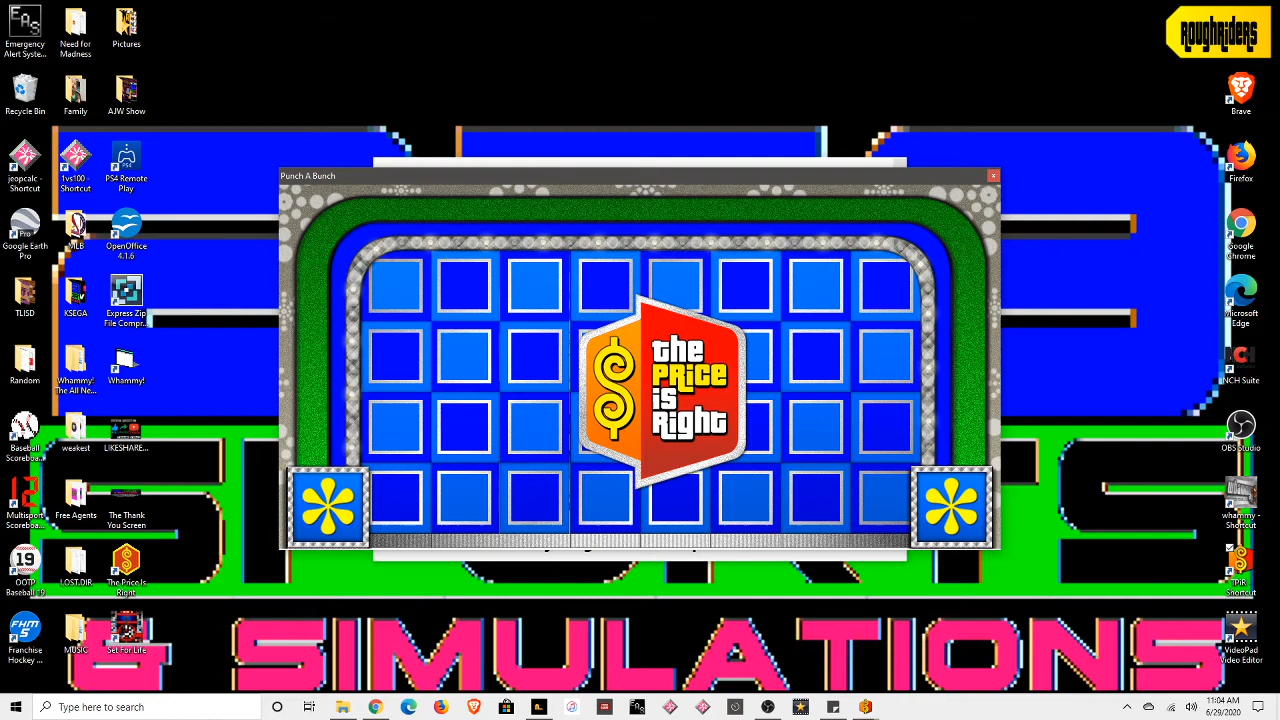 Emergency
Alert Syste...
Need for
Madness
Pictures
ROUGHRIDERS
Recycle Bin
Family
AJW Show
Brave
jeopcalc -
Shortcut
1vs100 -
Shortcut
PS4 Remote
Play
Firefox
Punch A Bunch
Google Earth
Pro
MLB
OpenOffice
4.1.6
Google
Chrome
TLISD
KSEGA
Express Zip
File Compr...
Microsoft
Edge
Random
Whammy!
The All Ne...
Whammy!
NCH Suite
the
PRiCE
is
Right
Baseball
Scoreboa...
weakest
LIKESHARE...
OBS Studio
12
Multisport
Scoreboa...
Free Agents
The Thank
You Screen
whammy -
Shortcut
19
OOTP
Baseball 19
LOST.DIR
The Price Is
Right
TPiR
Shortcut
FHM
5
Franchise
Hockey ...
MUSIC
Set For Life
VideoPad
Video Editor
& SIMULATIONS
Type here to search
11:04 AM
6/29/2020